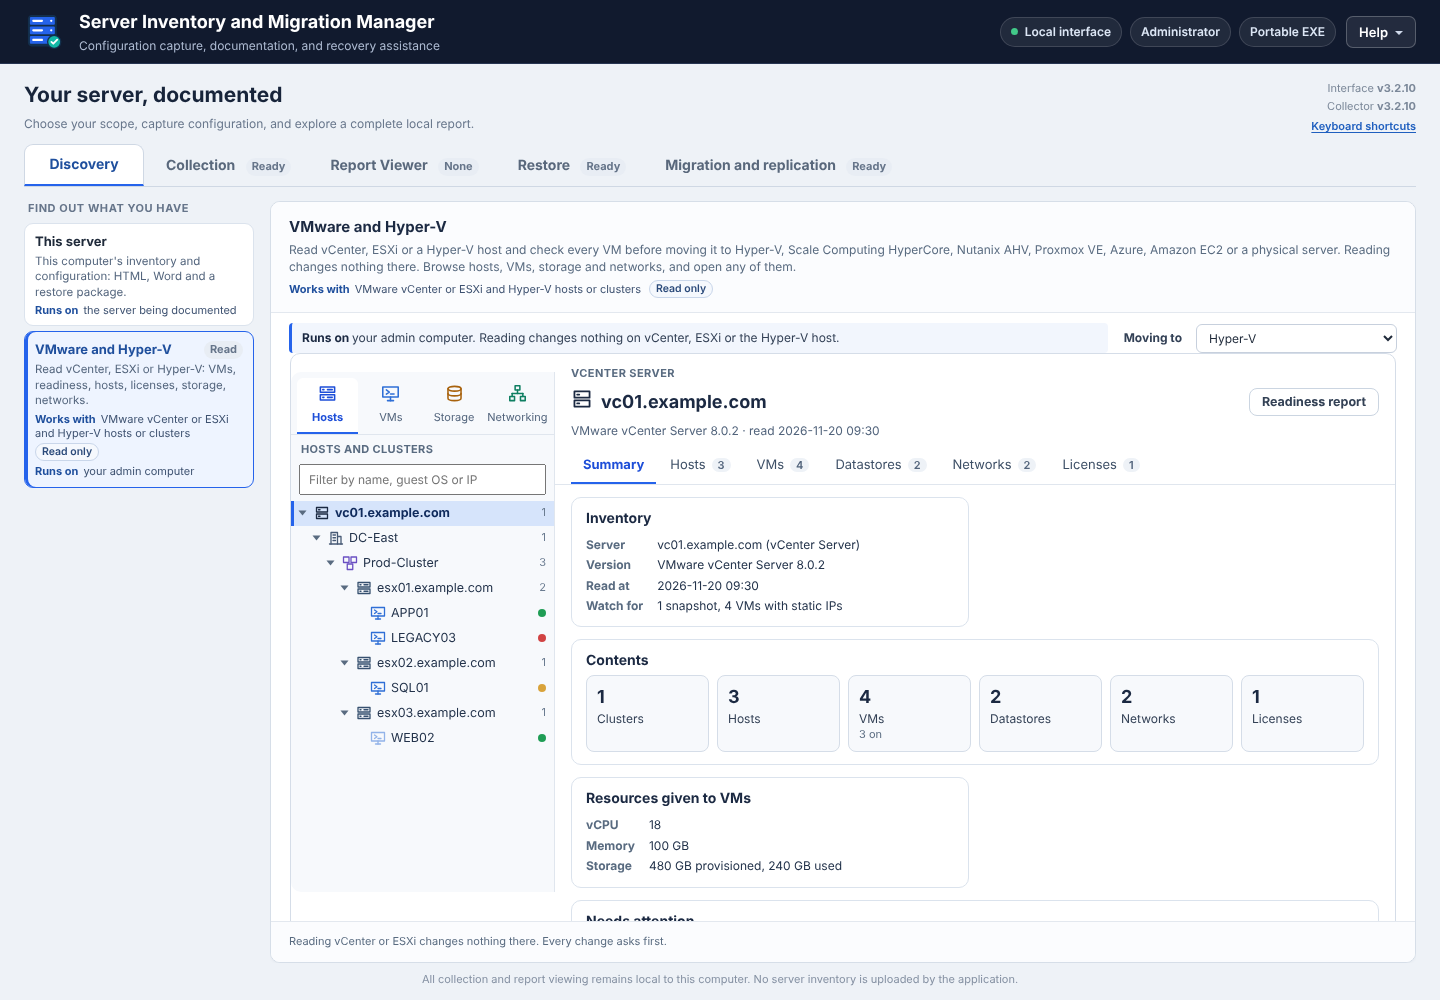 Server Inventory and Migration Manager
Configuration capture, documentation, and recovery assistance
Local interface
Administrator
Portable EXE
Help
Your server, documented
Choose your scope, capture configuration, and explore a complete local report.
Interface v3.2.10
Collector v3.2.10
Keyboard shortcuts
Discovery
Collection Ready
Report Viewer None
Restore Ready
Migration and replication Ready
FIND OUT WHAT YOU HAVE
This server
This computer's inventory and
configuration: HTML, Word and a
restore package.
Runs on the server being documented
VMware and Hyper-V Read
Read vCenter, ESXi or Hyper-V: VMs,
readiness, hosts, licenses, storage,
networks.
Works with VMware vCenter or ESXi
and Hyper-V hosts or clusters
Read only
Runs on your admin computer
VMware and Hyper-V
Read vCenter, ESXi or a Hyper-V host and check every VM before moving it to Hyper-V, Scale Computing HyperCore, Nutanix AHV, Proxmox VE, Azure, Amazon EC2 or a physical server. Reading
changes nothing there. Browse hosts, VMs, storage and networks, and open any of them.
Works with VMware vCenter or ESXi and Hyper-V hosts or clusters Read only
Runs on your admin computer. Reading changes nothing on vCenter, ESXi or the Hyper-V host.
Moving to Hyper-V
Hosts
VMs
Storage
Networking
HOSTS AND CLUSTERS
Filter by name, guest OS or IP
vc01.example.com 1
DC-East 1
Prod-Cluster 3
esx01.example.com 2
APP01
LEGACY03
esx02.example.com 1
SQL01
esx03.example.com 1
WEB02
VCENTER SERVER
vc01.example.com
Readiness report
VMware vCenter Server 8.0.2 · read 2026-11-20 09:30
Summary
Hosts 3
VMs 4
Datastores 2
Networks 2
Licenses 1
Inventory
Server vc01.example.com (vCenter Server)
Version VMware vCenter Server 8.0.2
Read at 2026-11-20 09:30
Watch for 1 snapshot, 4 VMs with static IPs
Contents
1
Clusters
3
Hosts
4
VMs
3 on
2
Datastores
2
Networks
1
Licenses
Resources given to VMs
vCPU 18
Memory 100 GB
Storage 480 GB provisioned, 240 GB used
Needs attention
Reading vCenter or ESXi changes nothing there. Every change asks first.
All collection and report viewing remains local to this computer. No server inventory is uploaded by the application.